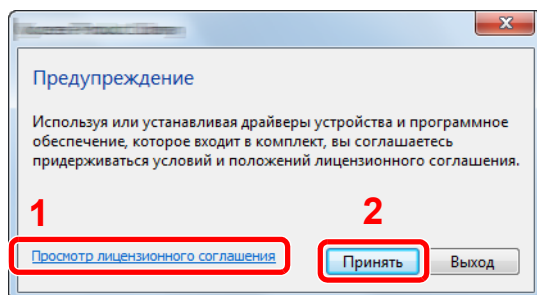 Предупреждение
Используя или устанавливая драйверы устройства и программное
обеспечение, которое входит в комплект, вы соглашаетесь
придерживаться условий и положений лицензионного соглашения.
1
2
Просмотр лицензионного соглашения
Принять
Выход